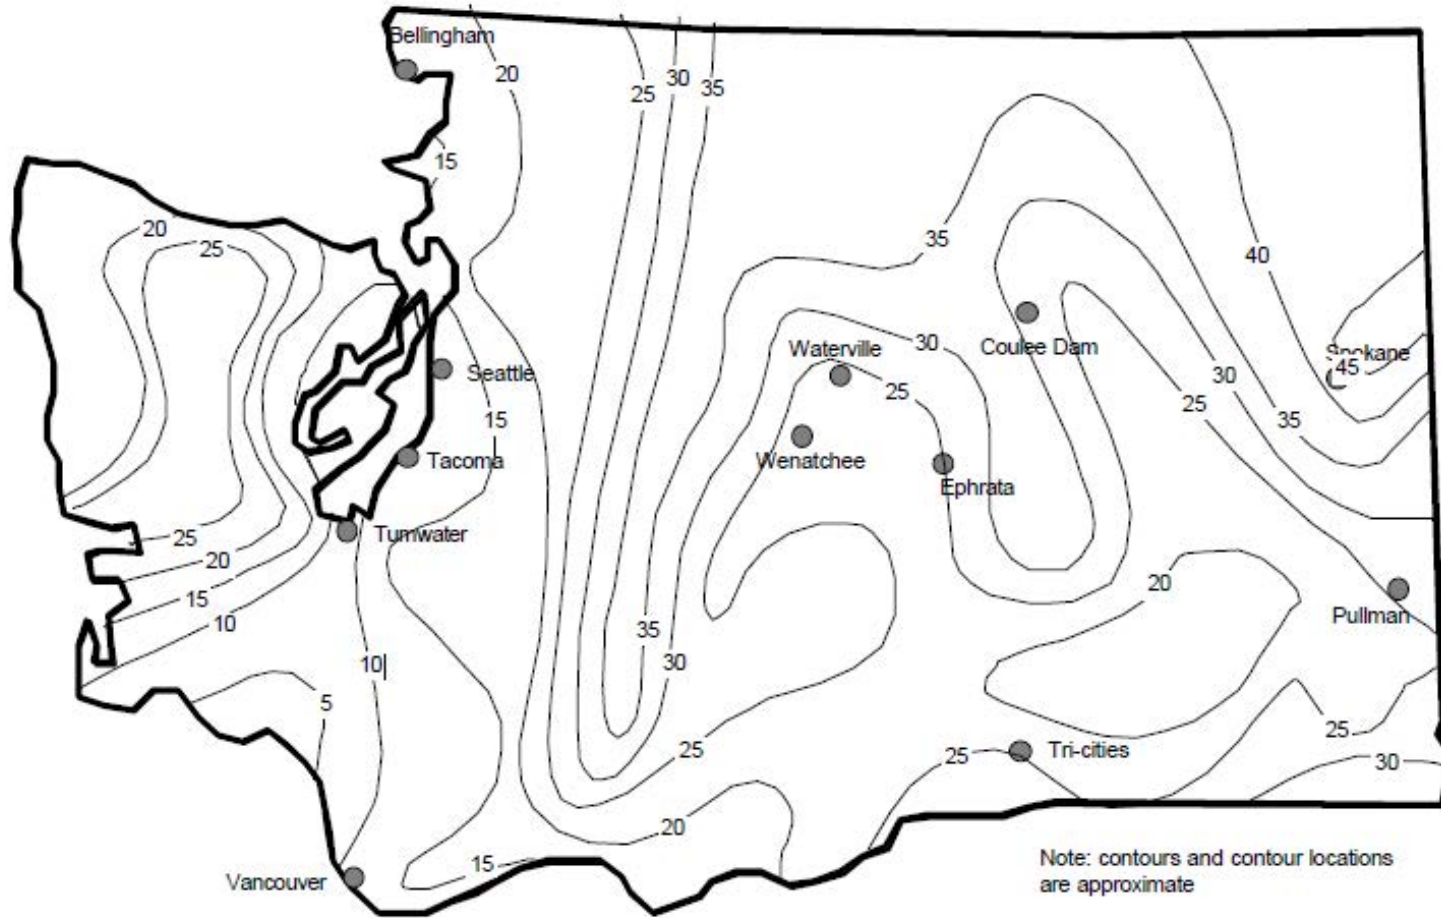 Bellingham
20
25
30
35
15
20
25
35
40
Waterville
30
Coulee Dam
Spokane
45
Seattle
25
30
25
35
15
Tacoma
Wenatchee
Ephrata
Tumwater
25
20
15
10
20
Pullman
35
10
30
5
25
25
Tri-cities
25
30
20
15
Vancouver
Note: contours and contour locations
are approximate